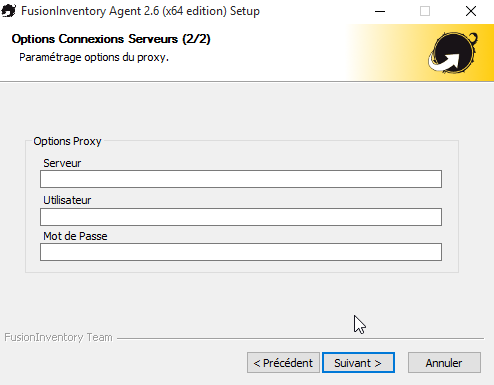 FusionInventory Agent 2.6 (x64 edition) Setup
Options Connexions Serveurs (2/2)
Paramétrage options du proxy.
Options Proxy
Serveur
Utilisateur
Mot de Passe
FusionInventory Team
< Précédent
Suivant >
Annuler